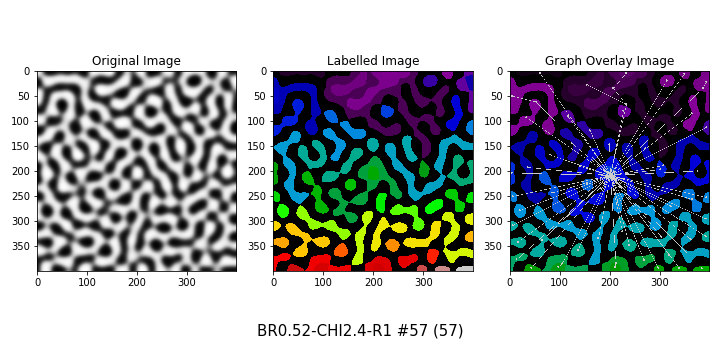 Original Image Labelled Image Graph Overlay Image
0 0 0
50 50 50
100 100 100
150 150 150
200 200 200
250 250 250
300 300 300
350 350 350
0 100 200 300 0 100 200 300 0 100 200 300
BR0.52-CHI2.4-R1 #57 (57)